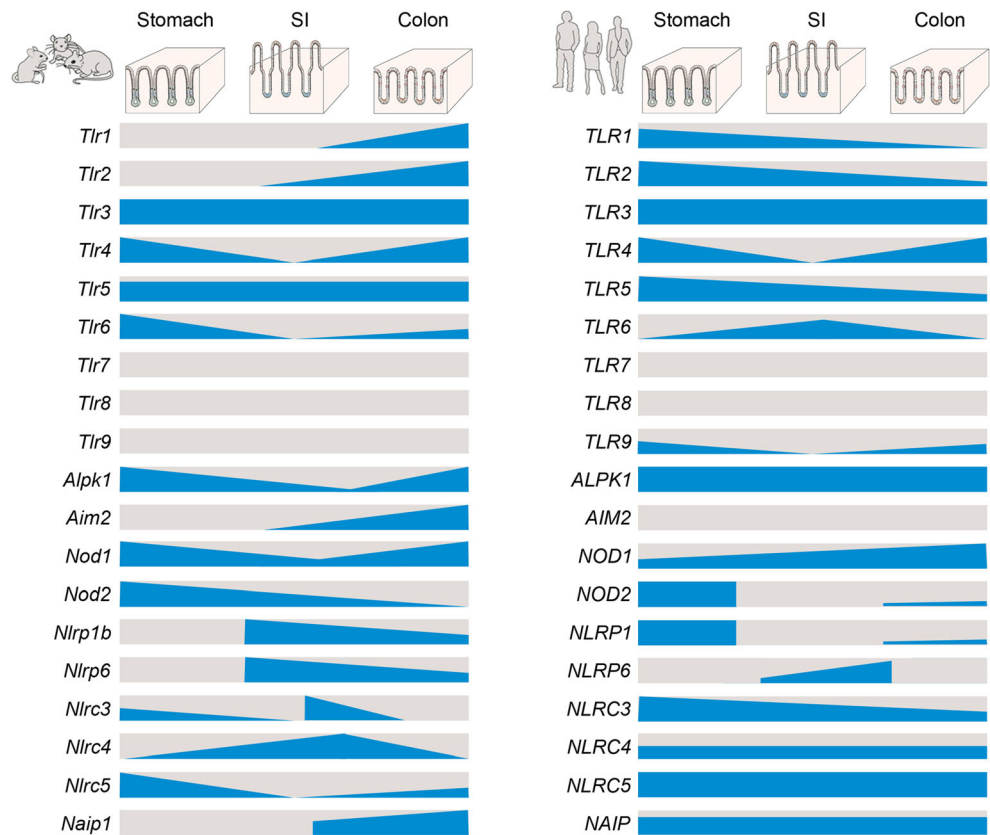 Stomach SI Colon Stomach SI Colon
Tlr1 TLR1
Tlr2 TLR2
Tlr3 TLR3
Tlr4 TLR4
Tlr5 TLR5
Tlr6 TLR6
Tlr7 TLR7
Tlr8 TLR8
Tlr9 TLR9
Alpk1 ALPK1
Aim2 AIM2
Nod1 NOD1
Nod2 NOD2
Nlrp1b NLRP1
Nlrp6 NLRP6
Nlrc3 NLRC3
Nlrc4 NLRC4
Nlrc5 NLRC5
Naip1 NAIP